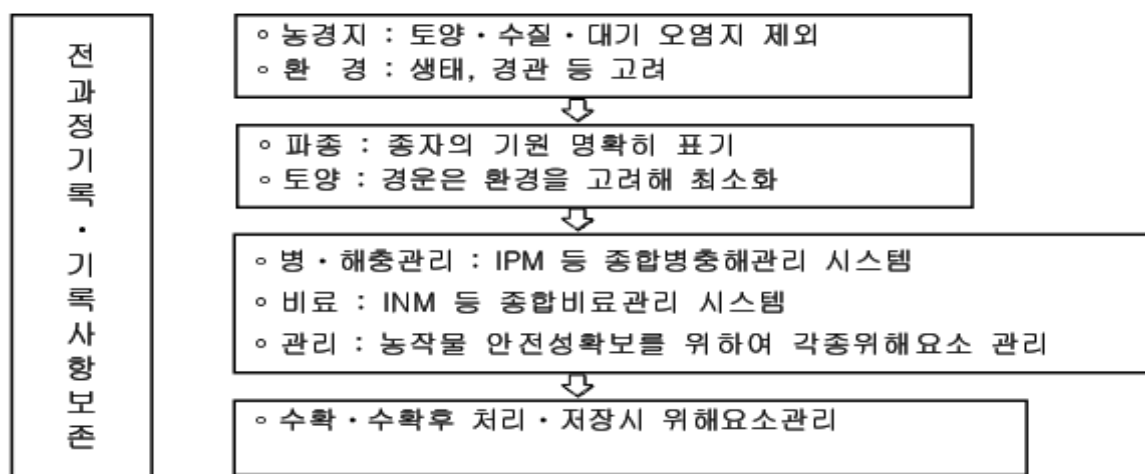 전과정기록・기록사항보존
∘ 농경지 : 토양・수질・대기 오염지 제외
∘ 환 경 : 생태, 경관 등 고려
∘ 파종 : 종자의 기원 명확히 표기
∘ 토양 : 경운은 환경을 고려해 최소화
∘ 병・해충관리 : IPM 등 종합병충해관리 시스템
∘ 비료 : INM 등 종합비료관리 시스템
∘ 관리 : 농작물 안전성확보를 위하여 각종위해요소 관리
∘ 수확・수확후 처리・저장시 위해요소관리